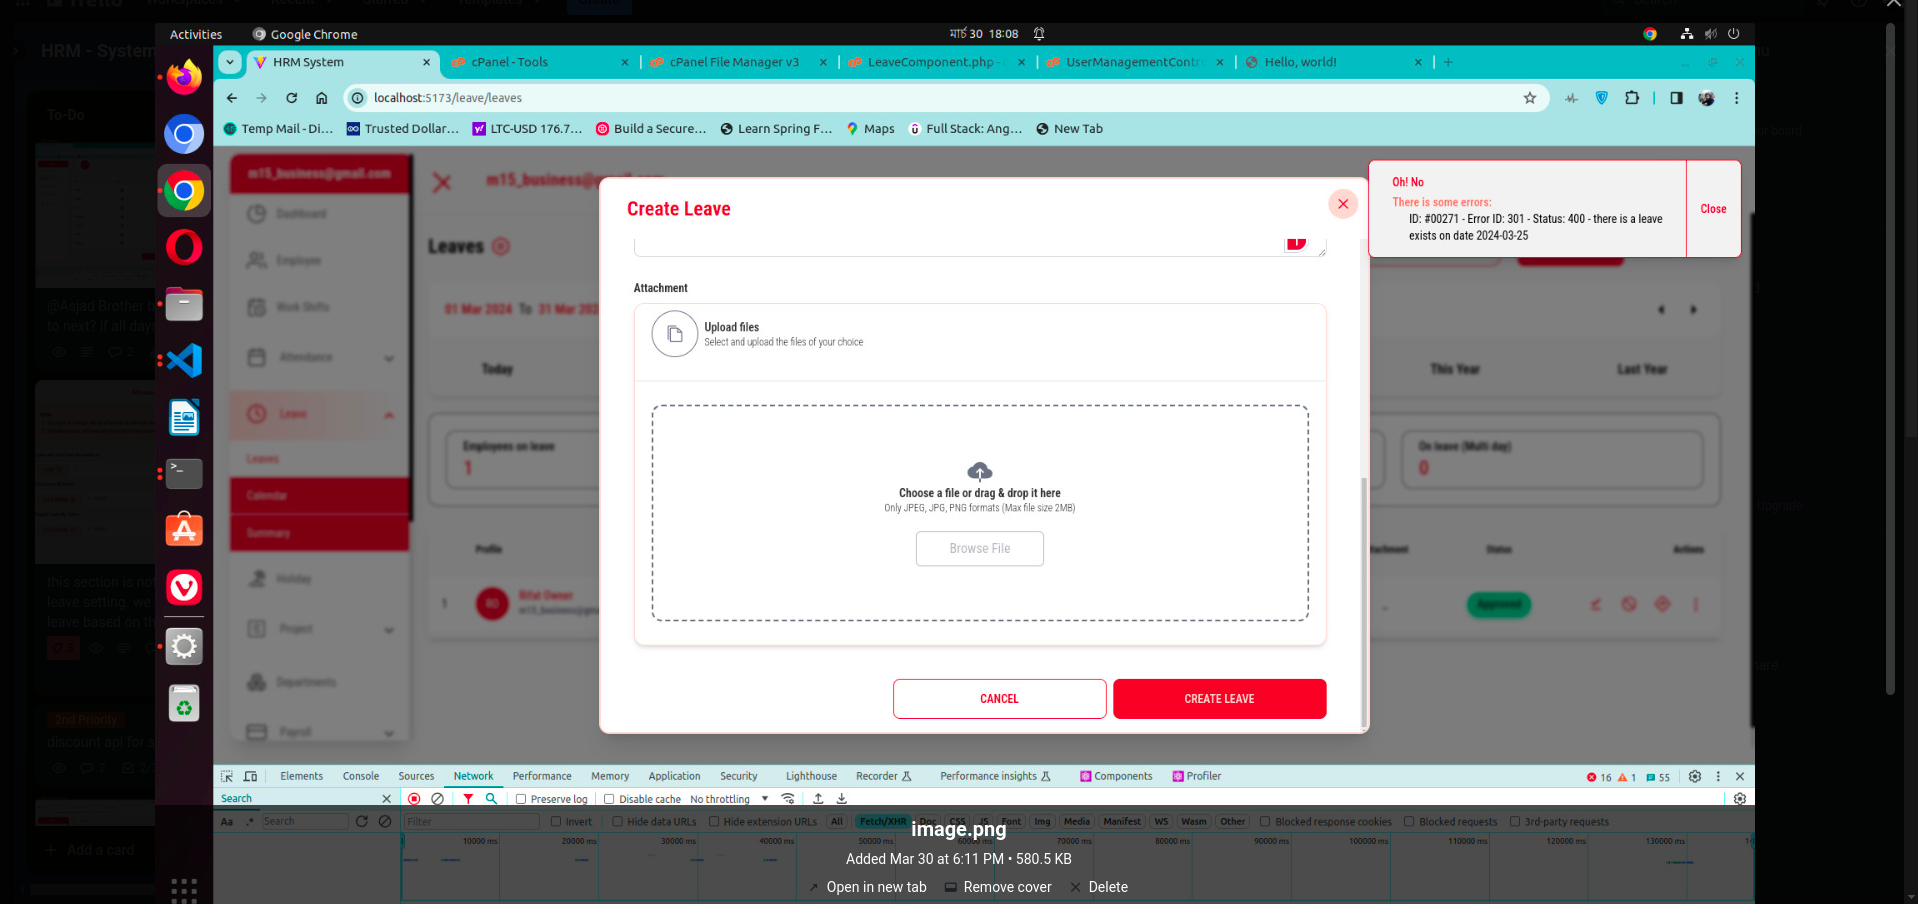 HRM - System
To-Do
@Asjad Brother
to next? If all days
2
this section is not
leave setting, we
leave based on th
2nd Priority
discount api for s
Add a card
Activities
Google Chrome
মার্চ 30 18:08
HRM System
cPanel - Tools
cPanel File Manager v3
LeaveComponent.php -
UserManagementContro
Hello, world!
localhost:5173/leave/leaves
Temp Mail - Di...
Trusted Dollar...
LTC-USD 176.7...
Build a Secure...
Learn Spring F...
Maps
Full Stack: Ang...
New Tab
m15_business@gmail.com
Dashboard
Employee
Work Shifts
Attendance
Leave
Leaves
Calendar
Summary
Holiday
Project
Departments
Payroll
Leaves
01 Mar 2024 To 31 Mar 202
Today
This Year
Last Year
Employees on leave
1
On leave (Multi day)
0
Profile
Status
Actions
1
RO
Rifat Owner
Approved
Create Leave
Attachment
Upload files
Select and upload the files of your choice
Choose a file or drag & drop it here
Only JPEG, JPG, PNG formats (Max file size 2MB)
Browse File
CANCEL
CREATE LEAVE
Oh! No
There is some errors:
ID: #00271 - Error ID: 301 - Status: 400 - there is a leave
exists on date 2024-03-25
Close
Elements
Console
Sources
Network
Performance
Memory
Application
Security
Lighthouse
Recorder
Performance insights
Components
Profiler
16
1
55
Search
Preserve log
Disable cache
No throttling
Aa
.*
Search
Filter
Invert
Hide data URLs
Hide extension URLs
All
Fetch/XHR
Doc
CSS
JS
Font
Img
Media
Manifest
WS
Wasm
Other
Blocked response cookies
Blocked requests
3rd-party requests
10000 ms
20000 ms
30000 ms
40000 ms
50000 ms
60000 ms
70000 ms
80000 ms
90000 ms
100000 ms
110000 ms
120000 ms
130000 ms
image.png
Added Mar 30 at 6:11 PM • 580.5 KB
Open in new tab
Remove cover
Delete